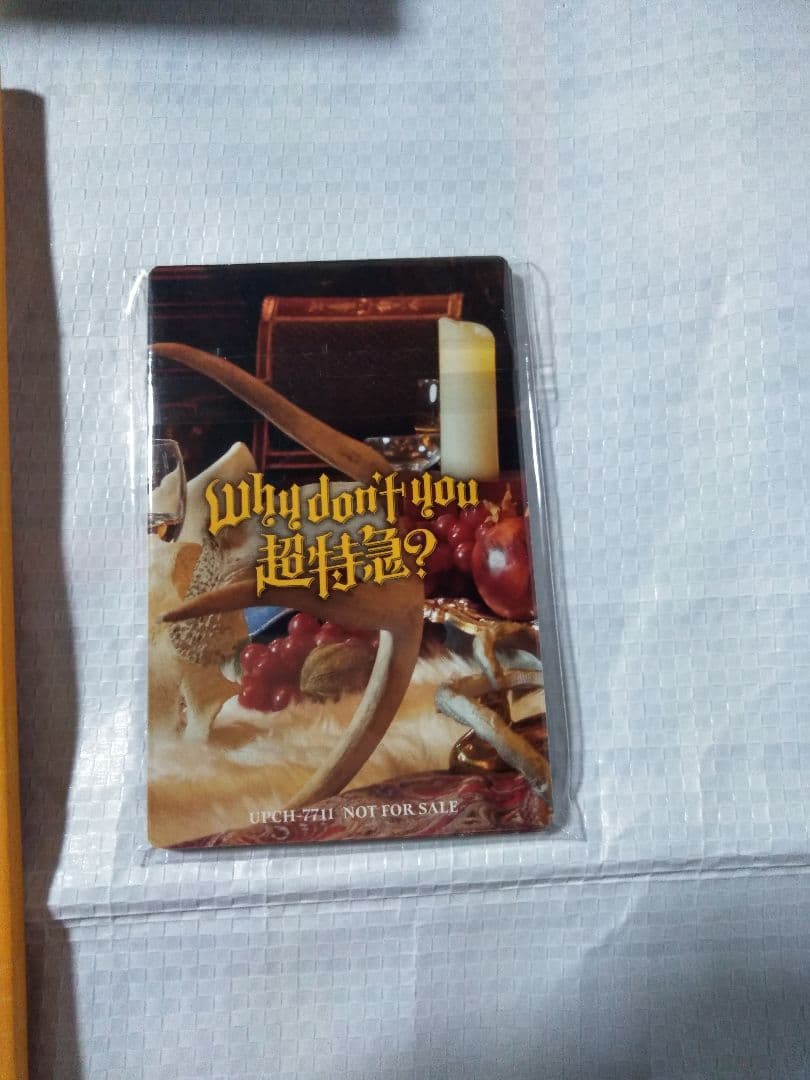 Why don't you
超特急?
UPCH-7711 NOT FOR SALE